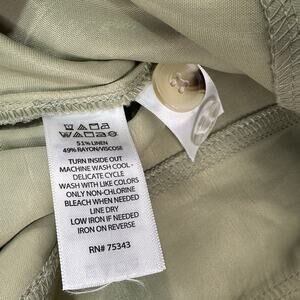 51% LINEN
49% RAYON/VISCOSE
TURN INSIDE OUT
MACHINE WASH COOL -
DELICATE CYCLE
WASH WITH LIKE COLORS
ONLY NON-CHLORINE
BLEACH WHEN NEEDED
LINE DRY
LOW IRON IF NEEDED
IRON ON REVERSE
RN# 75343